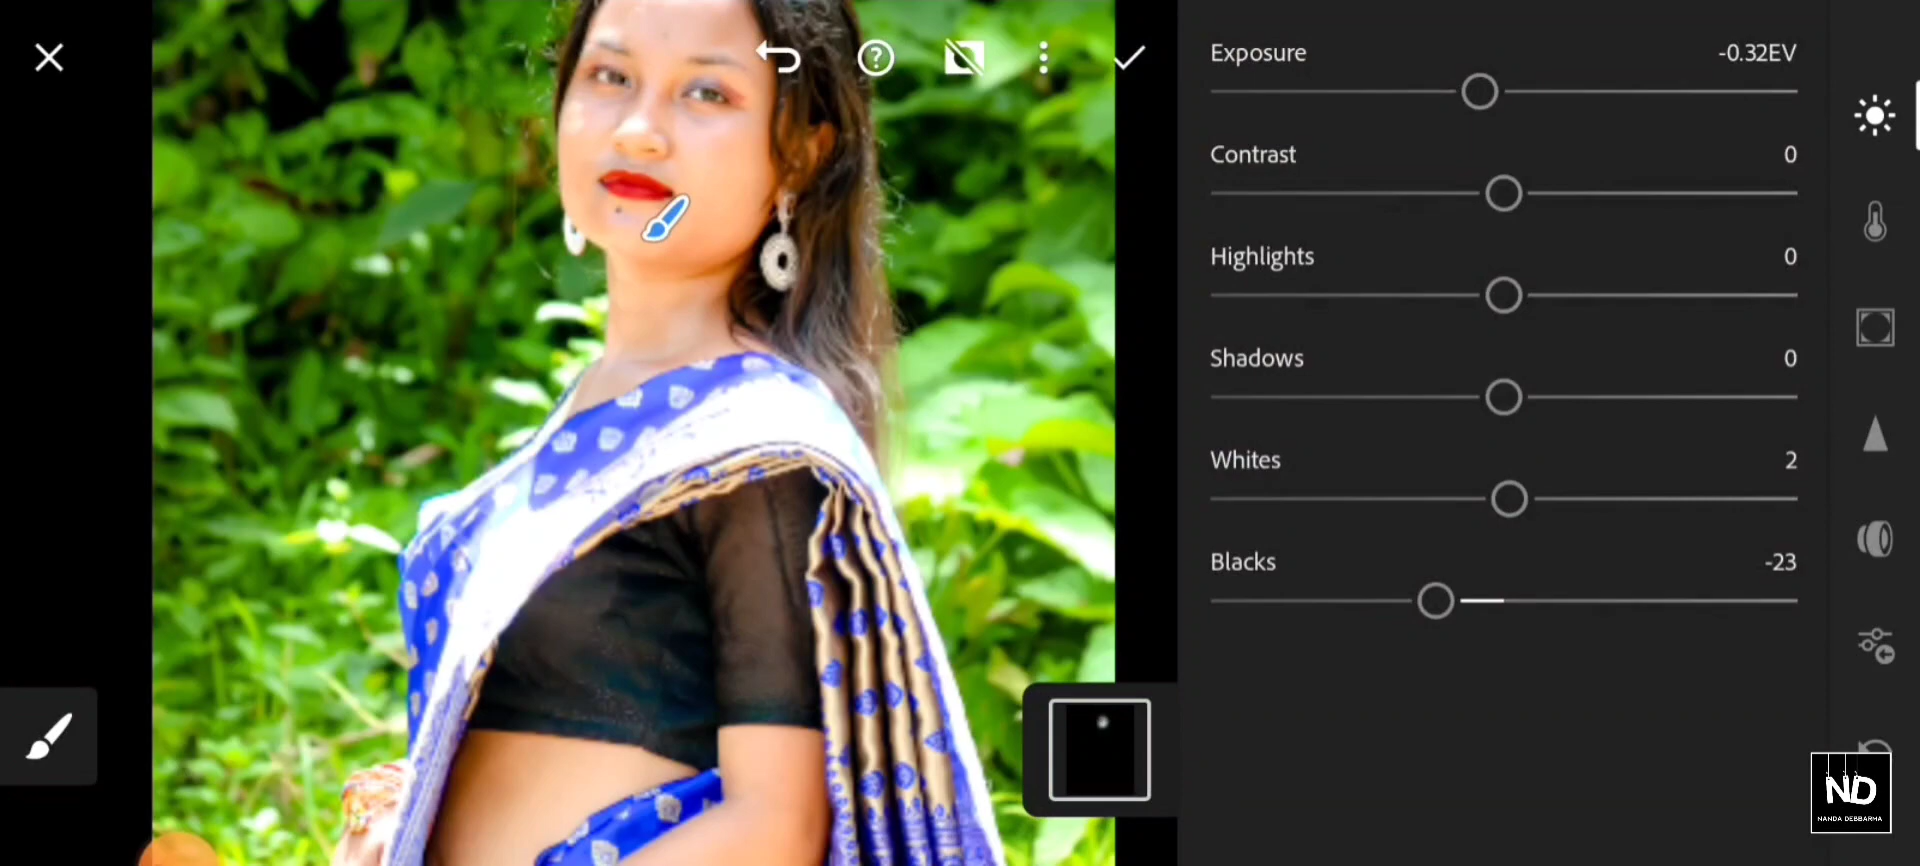 Exposure -0.32EV
Contrast 0
Highlights 0
Shadows 0
Whites 2
Blacks -23
ND
NANDA DEBBARMA